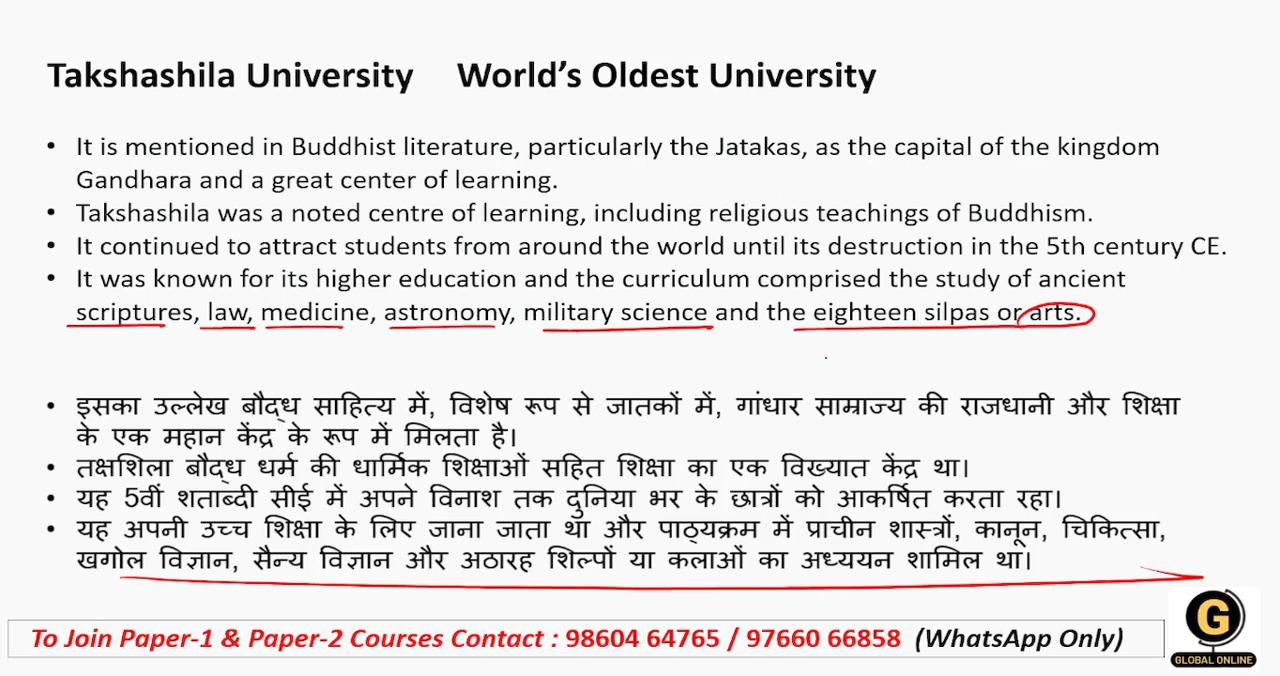 Takshashila University World's Oldest University
• It is mentioned in Buddhist literature, particularly the Jatakas, as the capital of the kingdom
Gandhara and a great center of learning.
• Takshashila was a noted centre of learning, including religious teachings of Buddhism.
• It continued to attract students from around the world until its destruction in the 5th century CE.
• It was known for its higher education and the curriculum comprised the study of ancient
scriptures, law, medicine, astronomy, military science and the eighteen silpas or arts.
• इसका उल्लेख बौद्ध साहित्य में, विशेष रूप से जातकों में, गांधार साम्राज्य की राजधानी और शिक्षा
के एक महान केंद्र के रूप में मिलता है।
• तक्षशिला बौद्ध धर्म की धार्मिक शिक्षाओं सहित शिक्षा का एक विख्यात केंद्र था।
• यह 5वीं शताब्दी सीई में अपने विनाश तक दुनिया भर के छात्रों को आकर्षित करता रहा।
• यह अपनी उच्च शिक्षा के लिए जाना जाता था और पाठ्यक्रम में प्राचीन शास्त्रों, कानून, चिकित्सा,
खगोल विज्ञान, सैन्य विज्ञान और अठारह शिल्पों या कलाओं का अध्ययन शामिल था।
To Join Paper-1 & Paper-2 Courses Contact : 98604 64765 / 97660 66858 (WhatsApp Only)
G
GLOBAL ONLINE